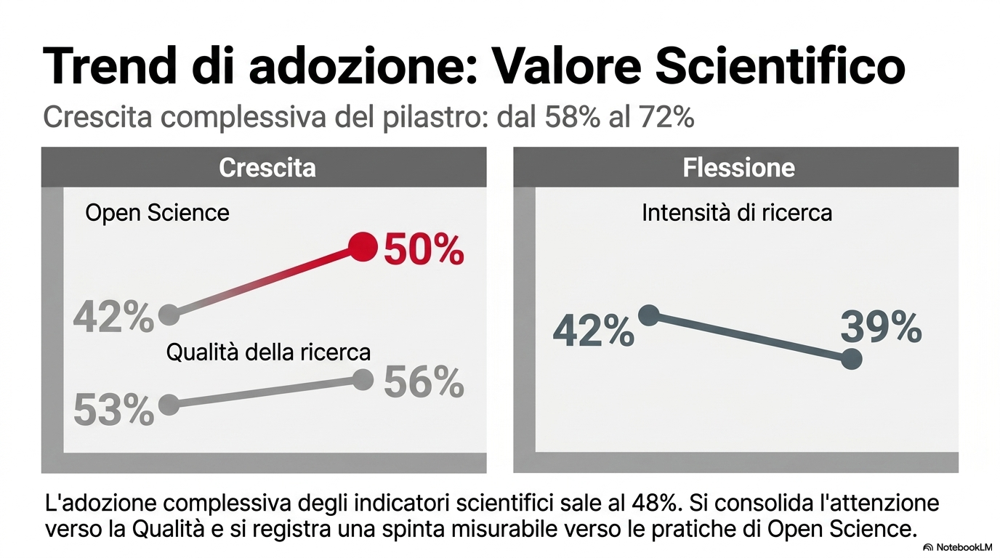 Trend di adozione: Valore Scientifico
Crescita complessiva del pilastro: dal 58% al 72%
Crescita
Open Science
50%
42%
Qualità della ricerca
56%
53%
Flessione
Intensità di ricerca
42%
39%
L'adozione complessiva degli indicatori scientifici sale al 48%. Si consolida l'attenzione
verso la Qualità e si registra una spinta misurabile verso le pratiche di Open Science.
NotebookLM